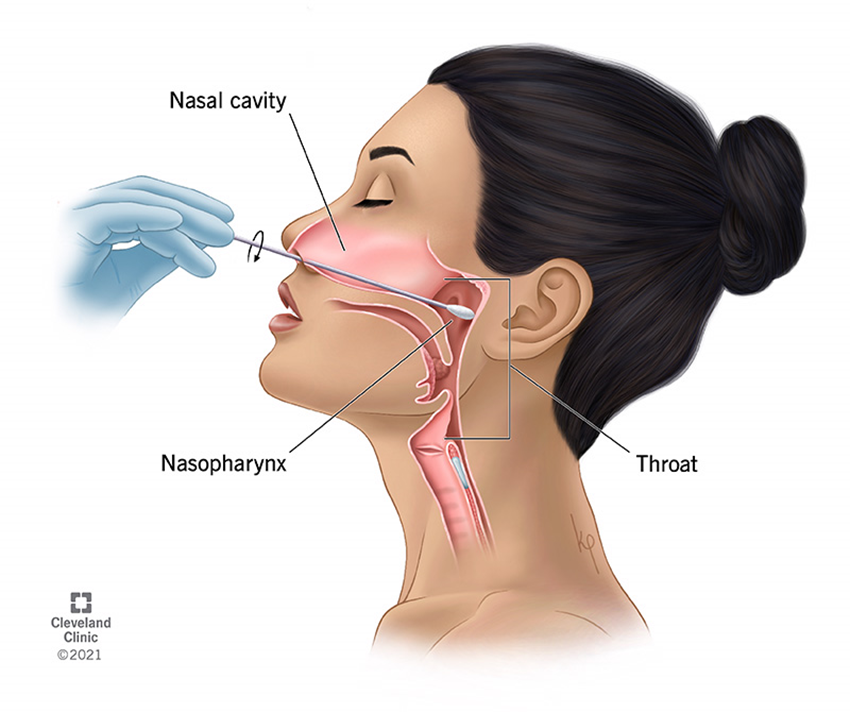 Nasal cavity
Nasopharynx
Throat
Cleveland
Clinic
©2021